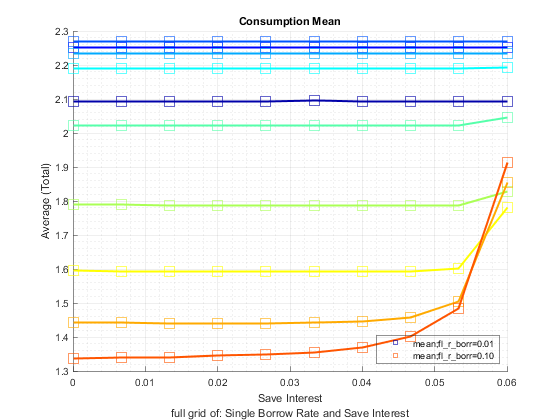 Consumption Mean
2.3
2.2
2.1
2
1.9
1.8
1.7
1.6
1.5
1.4
1.3
Average (Total)
mean;fl_r_borr=0.01
mean;fl_r_borr=0.10
0 0.01 0.02 0.03 0.04 0.05 0.06
Save Interest
full grid of: Single Borrow Rate and Save Interest